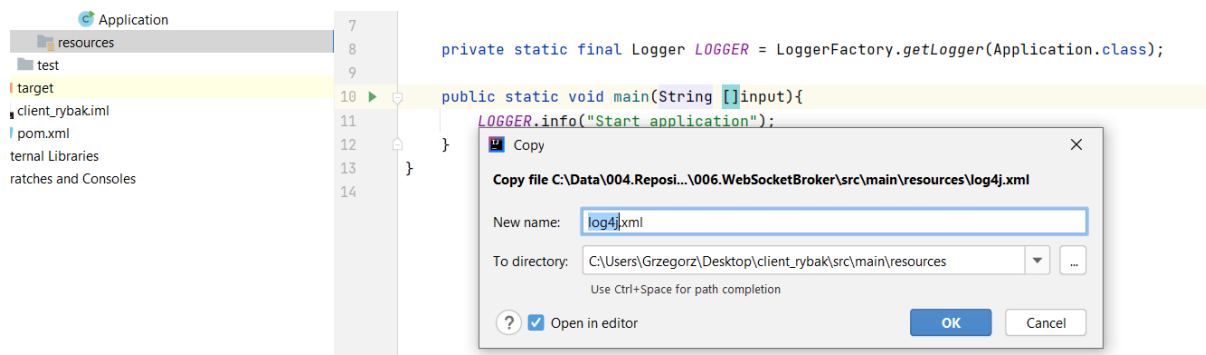 Application
resources
test
target
client_rybak.iml
pom.xml
ternal Libraries
ratches and Consoles
7
8 private static final Logger LOGGER = LoggerFactory.getLogger(Application.class);
9
10 public static void main(String []input){
11 LOGGER.info("Start application");
12 }
13 }
14
Copy
Copy file C:\Data\004.Reposi...\006.WebSocketBroker\src\main\resources\log4j.xml
New name: log4j.xml
To directory: C:\Users\Grzegorz\Desktop\client_rybak\src\main\resources ...
Use Ctrl+Space for path completion
? Open in editor OK Cancel